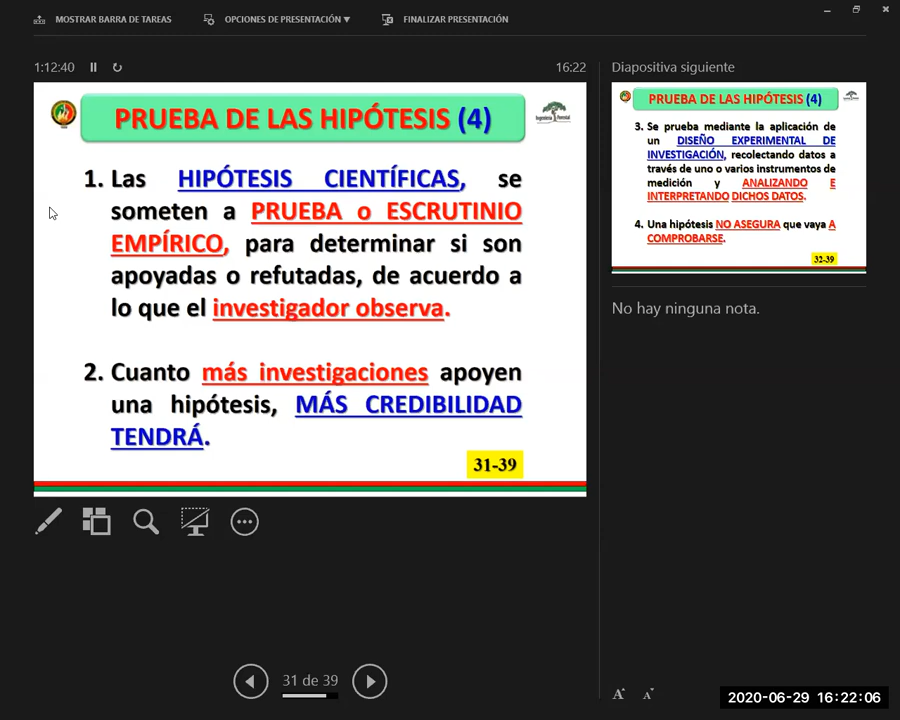 MOSTRAR BARRA DE TAREAS
OPCIONES DE PRESENTACIÓN ▼
FINALIZAR PRESENTACIÓN
1:12:40
16:22
PRUEBA DE LAS HIPÓTESIS (4)
Ingeniería Forestal
1. Las HIPÓTESIS CIENTÍFICAS, se
someten a PRUEBA o ESCRUTINIO
EMPÍRICO, para determinar si son
apoyadas o refutadas, de acuerdo a
lo que el investigador observa.
2. Cuanto más investigaciones apoyen
una hipótesis, MÁS CREDIBILIDAD
TENDRÁ.
31-39
31 de 39
Diapositiva siguiente
PRUEBA DE LAS HIPÓTESIS (4)
3. Se prueba mediante la aplicación de
un DISEÑO EXPERIMENTAL DE
INVESTIGACIÓN, recolectando datos a
través de uno o varios instrumentos de
medición y ANALIZANDO E
INTERPRETANDO DICHOS DATOS.
4. Una hipótesis NO ASEGURA que vaya A
COMPROBARSE.
32-39
No hay ninguna nota.
A A
2020-06-29 16:22:06